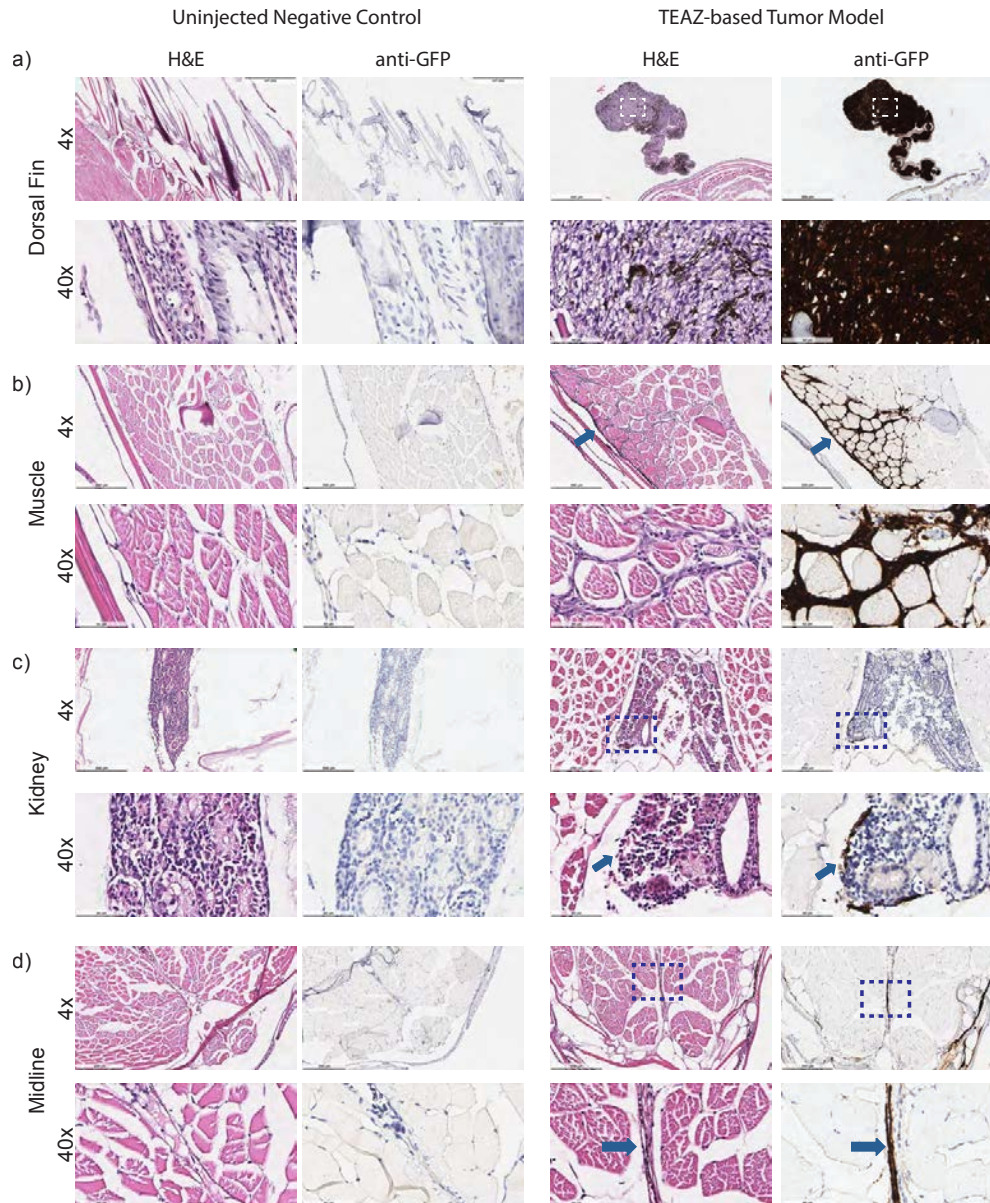 Uninjected Negative Control
TEAZ-based Tumor Model
a)
H&E
anti-GFP
H&E
anti-GFP
Dorsal Fin
4x
40x
b)
Muscle
4x
40x
c)
Kidney
4x
40x
d)
Midline
4x
40x